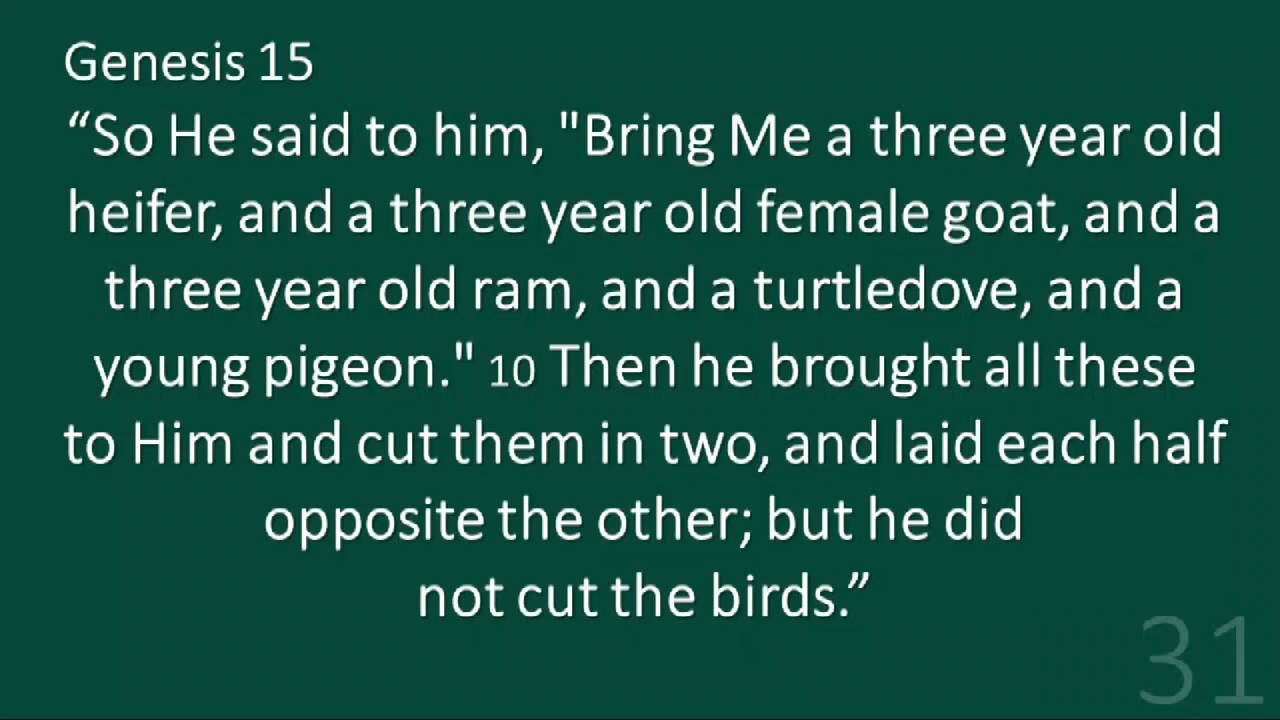 Genesis 15
“So He said to him, "Bring Me a three year old
heifer, and a three year old female goat, and a
three year old ram, and a turtledove, and a
young pigeon." 10 Then he brought all these
to Him and cut them in two, and laid each half
opposite the other; but he did
not cut the birds.”
31